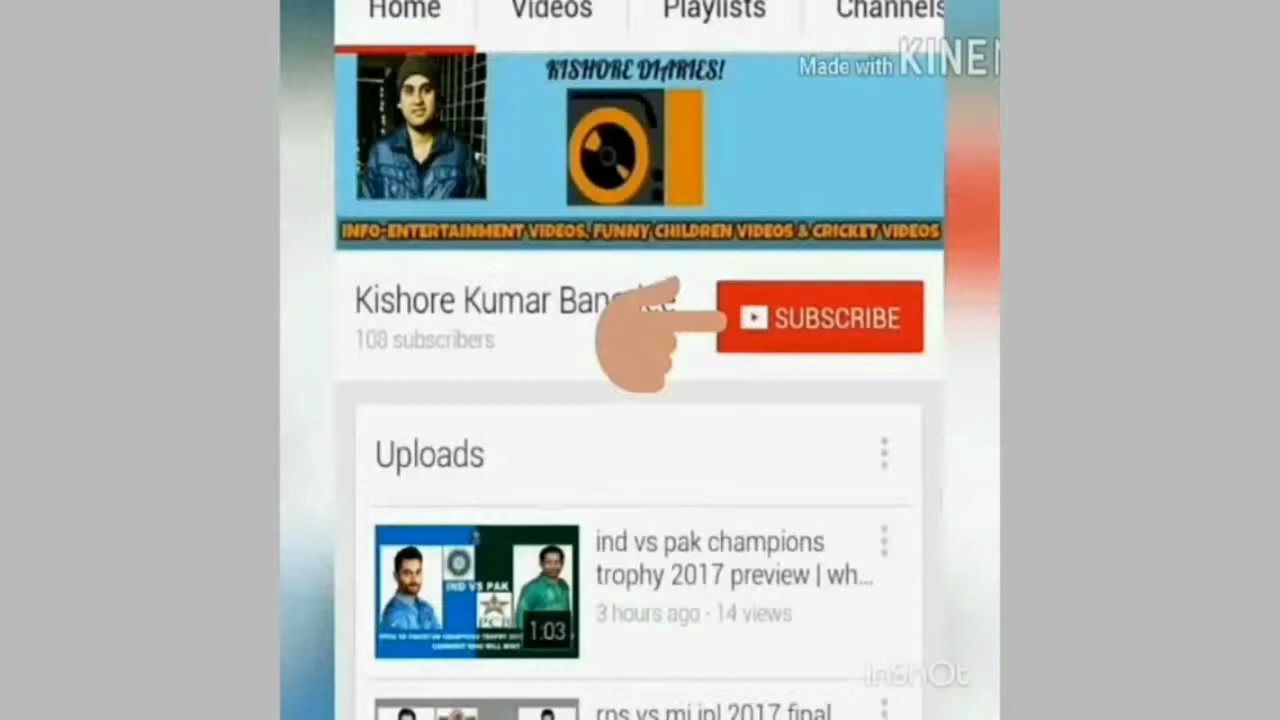 Home Videos Playlists Channels
Made with KINEM
KISHORE DIARIES!
INFO-ENTERTAINMENT VIDEOS, FUNNY CHILDREN VIDEOS & CRICKET VIDEOS
Kishore Kumar
108 subscribers
SUBSCRIBE
Uploads
ind vs pak champions
trophy 2017 preview | wh...
3 hours ago · 14 views
IND VS PAK
PCB
1:03
InShOt
rps vs mi ipl 2017 final